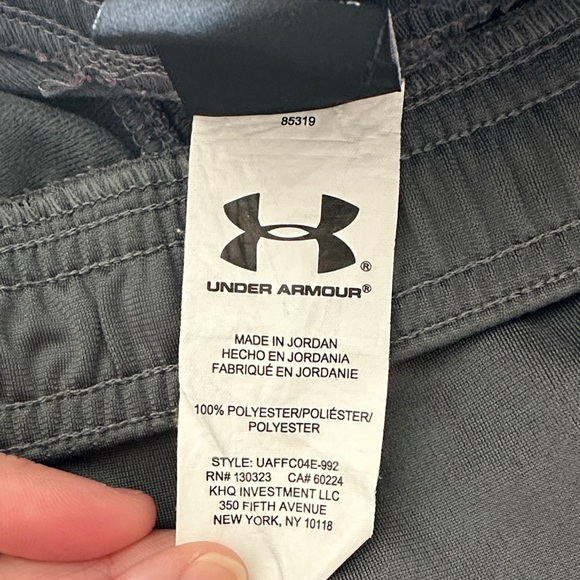 85319
®
UNDER ARMOUR®
MADE IN JORDAN
HECHO EN JORDANIA
FABRIQUÉ EN JORDANIE
100% POLYESTER/POLIÉSTER/
POLYESTER
STYLE: UAFFC04E-992
RN# 130323 CA# 60224
KHQ INVESTMENT LLC
350 FIFTH AVENUE
NEW YORK, NY 10118